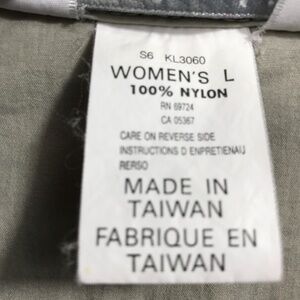 S6 KL3060
WOMEN'S L
100% NYLON
RN 69724
CA 05367
CARE ON REVERSE SIDE
INSTRUCTIONS D ENPRETIENAU
RERSO
MADE IN
TAIWAN
FABRIQUE EN
TAIWAN